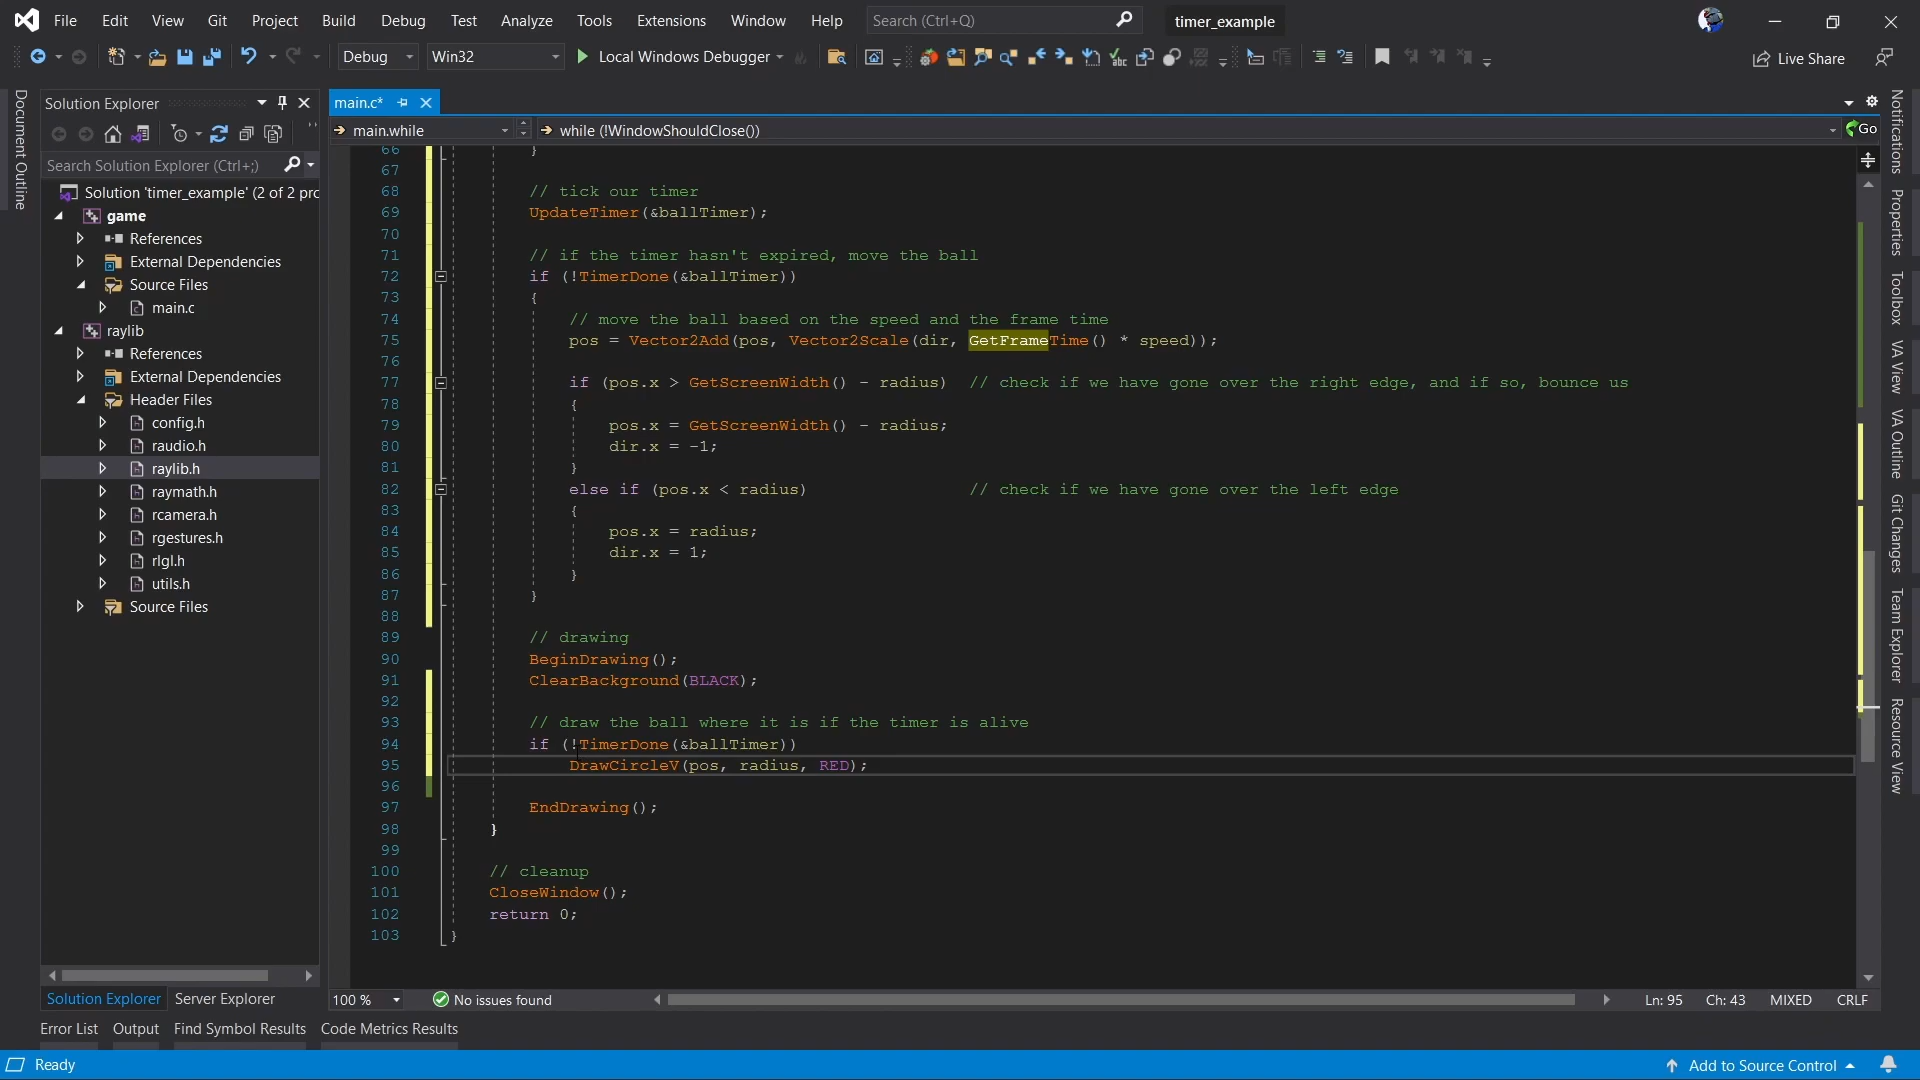 File Edit View Git Project Build Debug Test Analyze Tools Extensions Window Help Search (Ctrl+Q) timer_example
Debug Win32 Local Windows Debugger Live Share
Document Outline
Solution Explorer
Search Solution Explorer (Ctrl+;)
Solution 'timer_example' (2 of 2 pro
game
References
External Dependencies
Source Files
main.c
raylib
References
External Dependencies
Header Files
config.h
raudio.h
raylib.h
raymath.h
rcamera.h
rgestures.h
rlgl.h
utils.h
Source Files
Solution Explorer Server Explorer
main.c*
main.while while (!WindowShouldClose()) Go
66 }
67
68 // tick our timer
69 UpdateTimer(&ballTimer);
70
71 // if the timer hasn't expired, move the ball
72 if (!TimerDone(&ballTimer))
73 {
74 // move the ball based on the speed and the frame time
75 pos = Vector2Add(pos, Vector2Scale(dir, GetFrameTime() * speed));
76
77 if (pos.x > GetScreenWidth() - radius) // check if we have gone over the right edge, and if so, bounce us
78 {
79 pos.x = GetScreenWidth() - radius;
80 dir.x = -1;
81 }
82 else if (pos.x < radius) // check if we have gone over the left edge
83 {
84 pos.x = radius;
85 dir.x = 1;
86 }
87 }
88
89 // drawing
90 BeginDrawing();
91 ClearBackground(BLACK);
92
93 // draw the ball where it is if the timer is alive
94 if (!TimerDone(&ballTimer))
95 DrawCircleV(pos, radius, RED);
96
97 EndDrawing();
98 }
99
100 // cleanup
101 CloseWindow();
102 return 0;
103 }
100 % No issues found Ln: 95 Ch: 43 MIXED CRLF
Notifications
Properties
Toolbox
VA View
VA Outline
Git Changes
Team Explorer
Resource View
Error List Output Find Symbol Results Code Metrics Results
Ready Add to Source Control